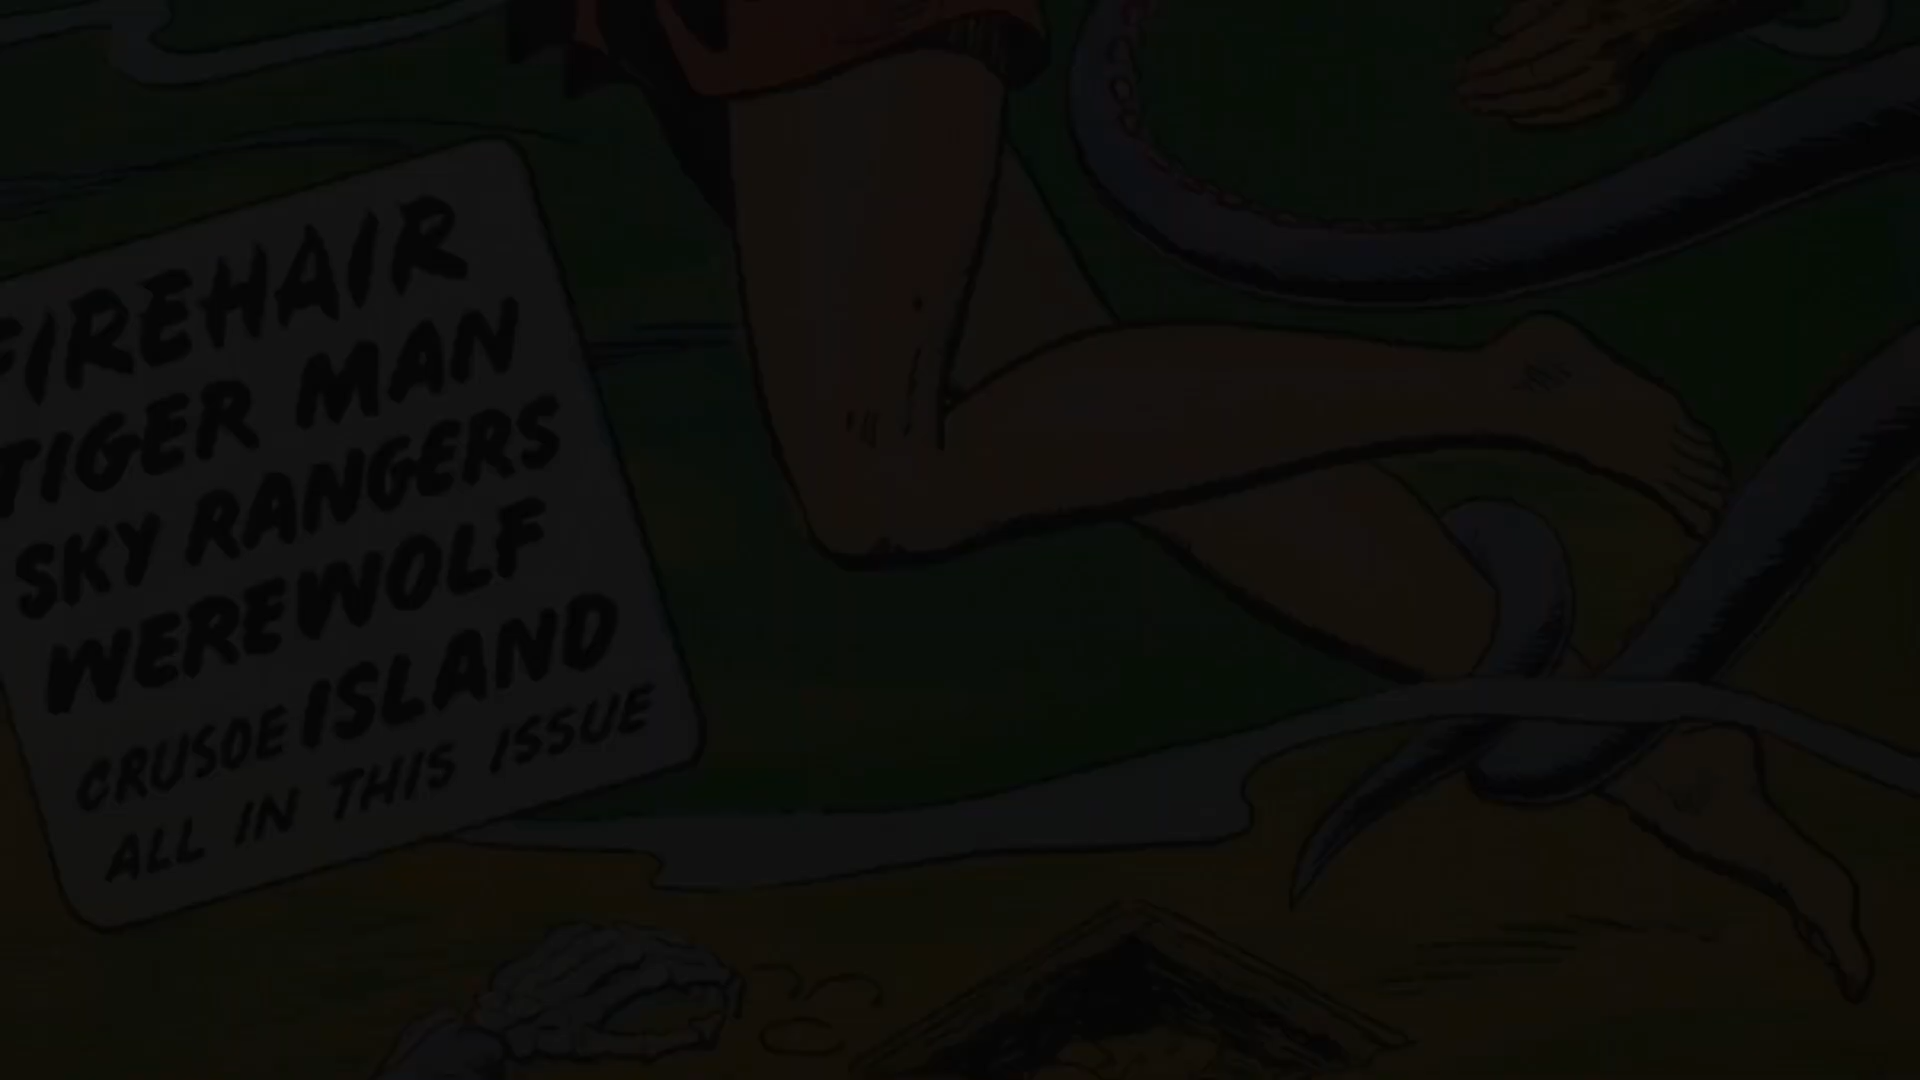 FIREHAIR
TIGER MAN
SKY RANGERS
WEREWOLF
CRUSOE ISLAND
ALL IN THIS ISSUE